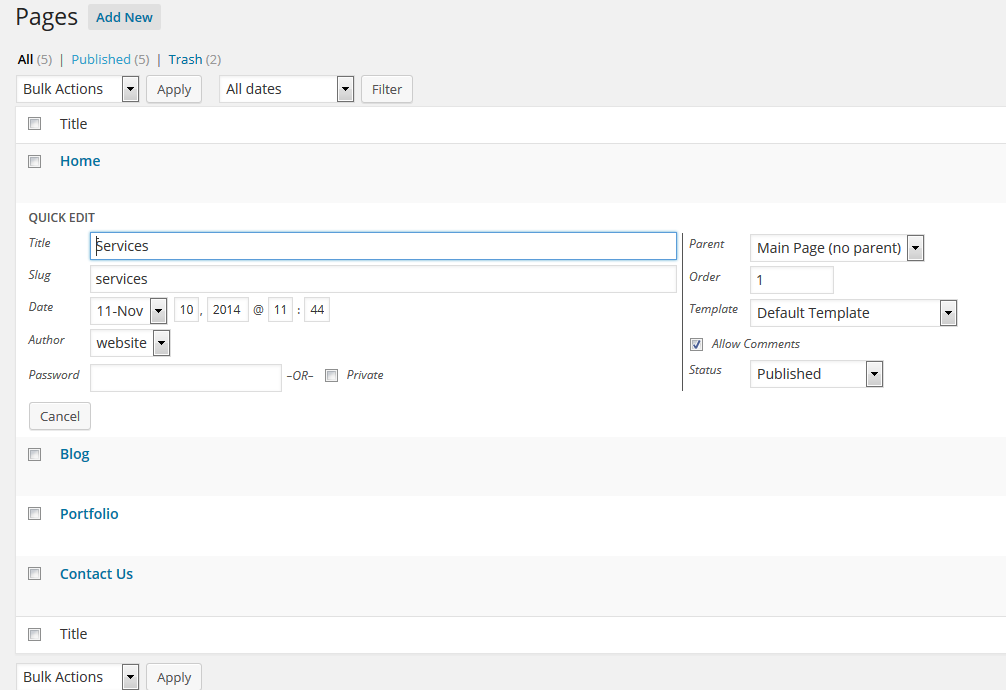 Pages Add New
All (5) | Published (5) | Trash (2)
Bulk Actions Apply All dates Filter
Title
Home
QUICK EDIT
Title Services
Slug services
Date 11-Nov 10 , 2014 @ 11 : 44
Author website
Password –OR– Private
Parent Main Page (no parent)
Order 1
Template Default Template
Allow Comments
Status Published
Cancel
Blog
Portfolio
Contact Us
Title
Bulk Actions Apply